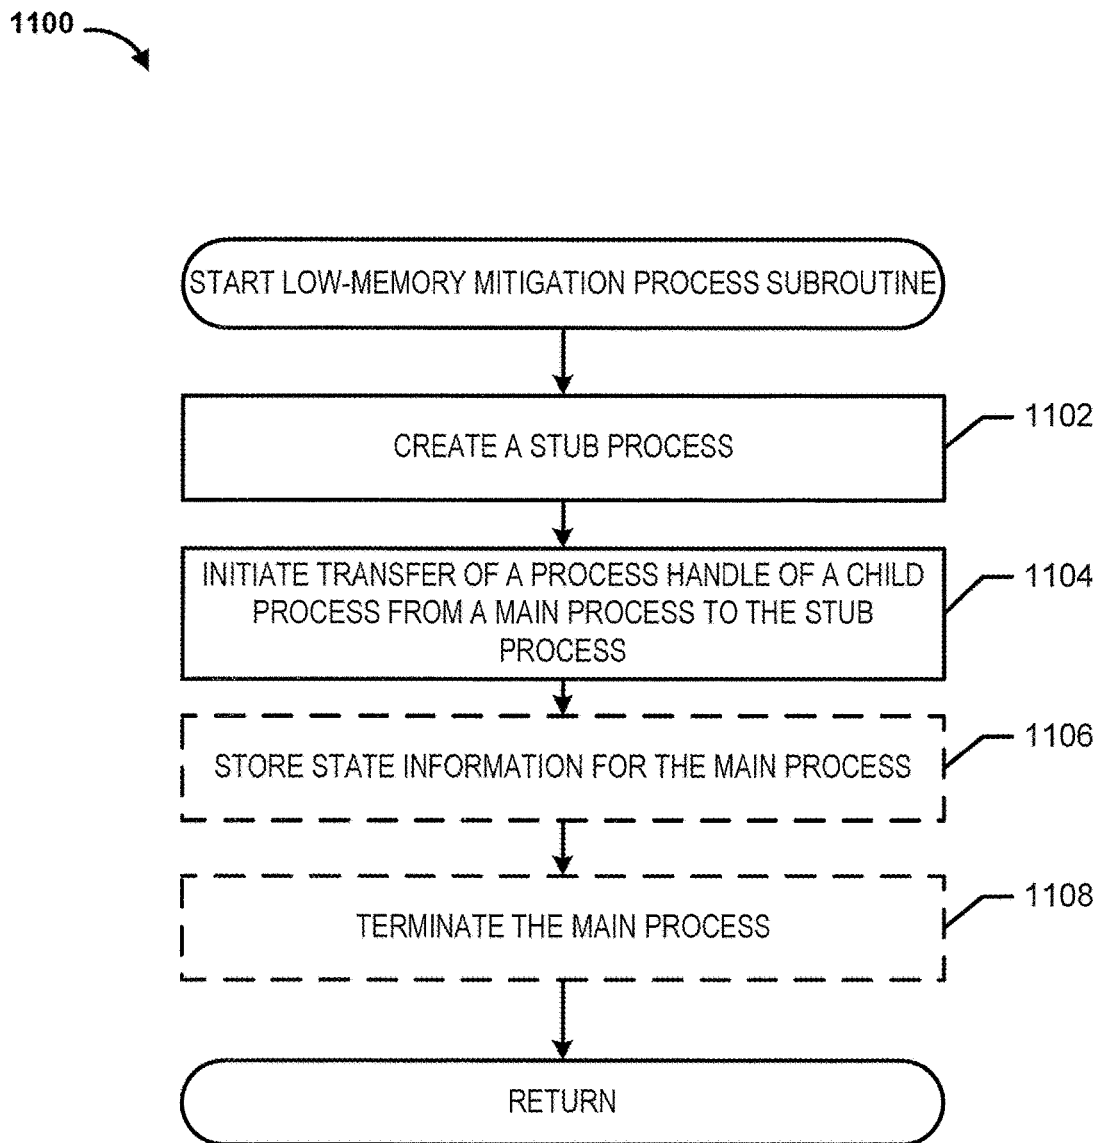 1100
START LOW-MEMORY MITIGATION PROCESS SUBROUTINE
CREATE A STUB PROCESS
1102
INITIATE TRANSFER OF A PROCESS HANDLE OF A CHILD
PROCESS FROM A MAIN PROCESS TO THE STUB
PROCESS
1104
STORE STATE INFORMATION FOR THE MAIN PROCESS
1106
TERMINATE THE MAIN PROCESS
1108
RETURN